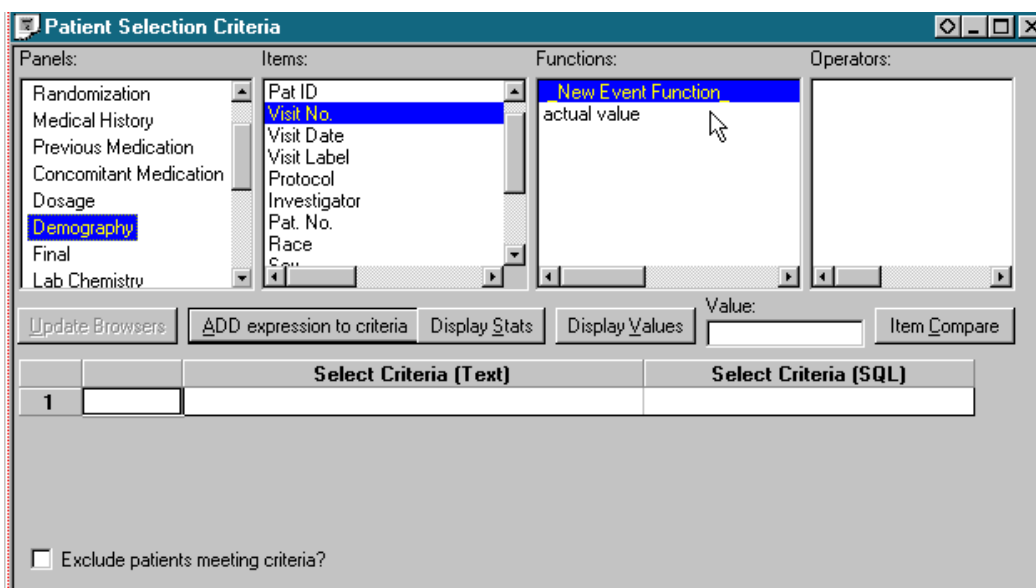 Patient Selection Criteria
Panels:
Items:
Functions:
Operators:
Randomization
Medical History
Previous Medication
Concomitant Medication
Dosage
Demography
Final
Lab Chemistry
Pat ID
Visit No.
Visit Date
Visit Label
Protocol
Investigator
Pat. No.
Race
_New Event Function_
actual value
Update Browsers
ADD expression to criteria
Display Stats
Display Values
Value:
Item Compare
Select Criteria (Text)
Select Criteria (SQL)
1
Exclude patients meeting criteria?